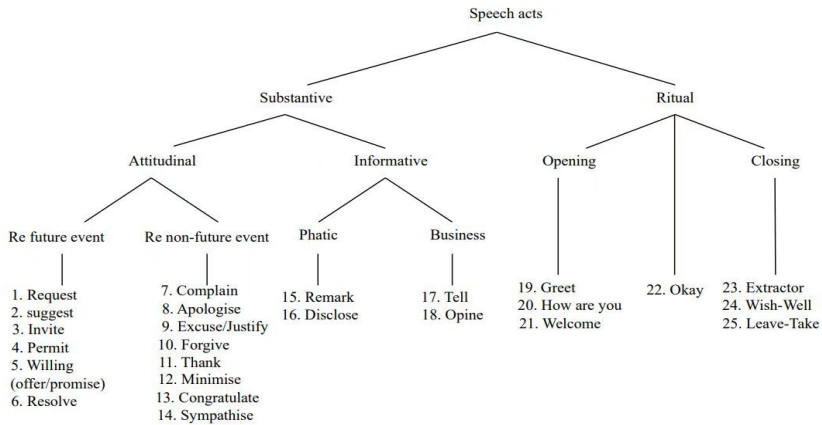 Speech acts
Substantive
Ritual
Attitudinal
Informative
Opening
Closing
Re future event
Re non-future event
Phatic
Business
1. Request
2. suggest
3. Invite
4. Permit
5. Willing
(offer/promise)
6. Resolve
7. Complain
8. Apologise
9. Excuse/Justify
10. Forgive
11. Thank
12. Minimise
13. Congratulate
14. Sympathise
15. Remark
16. Disclose
17. Tell
18. Opine
19. Greet
20. How are you
21. Welcome
22. Okay
23. Extractor
24. Wish-Well
25. Leave-Take